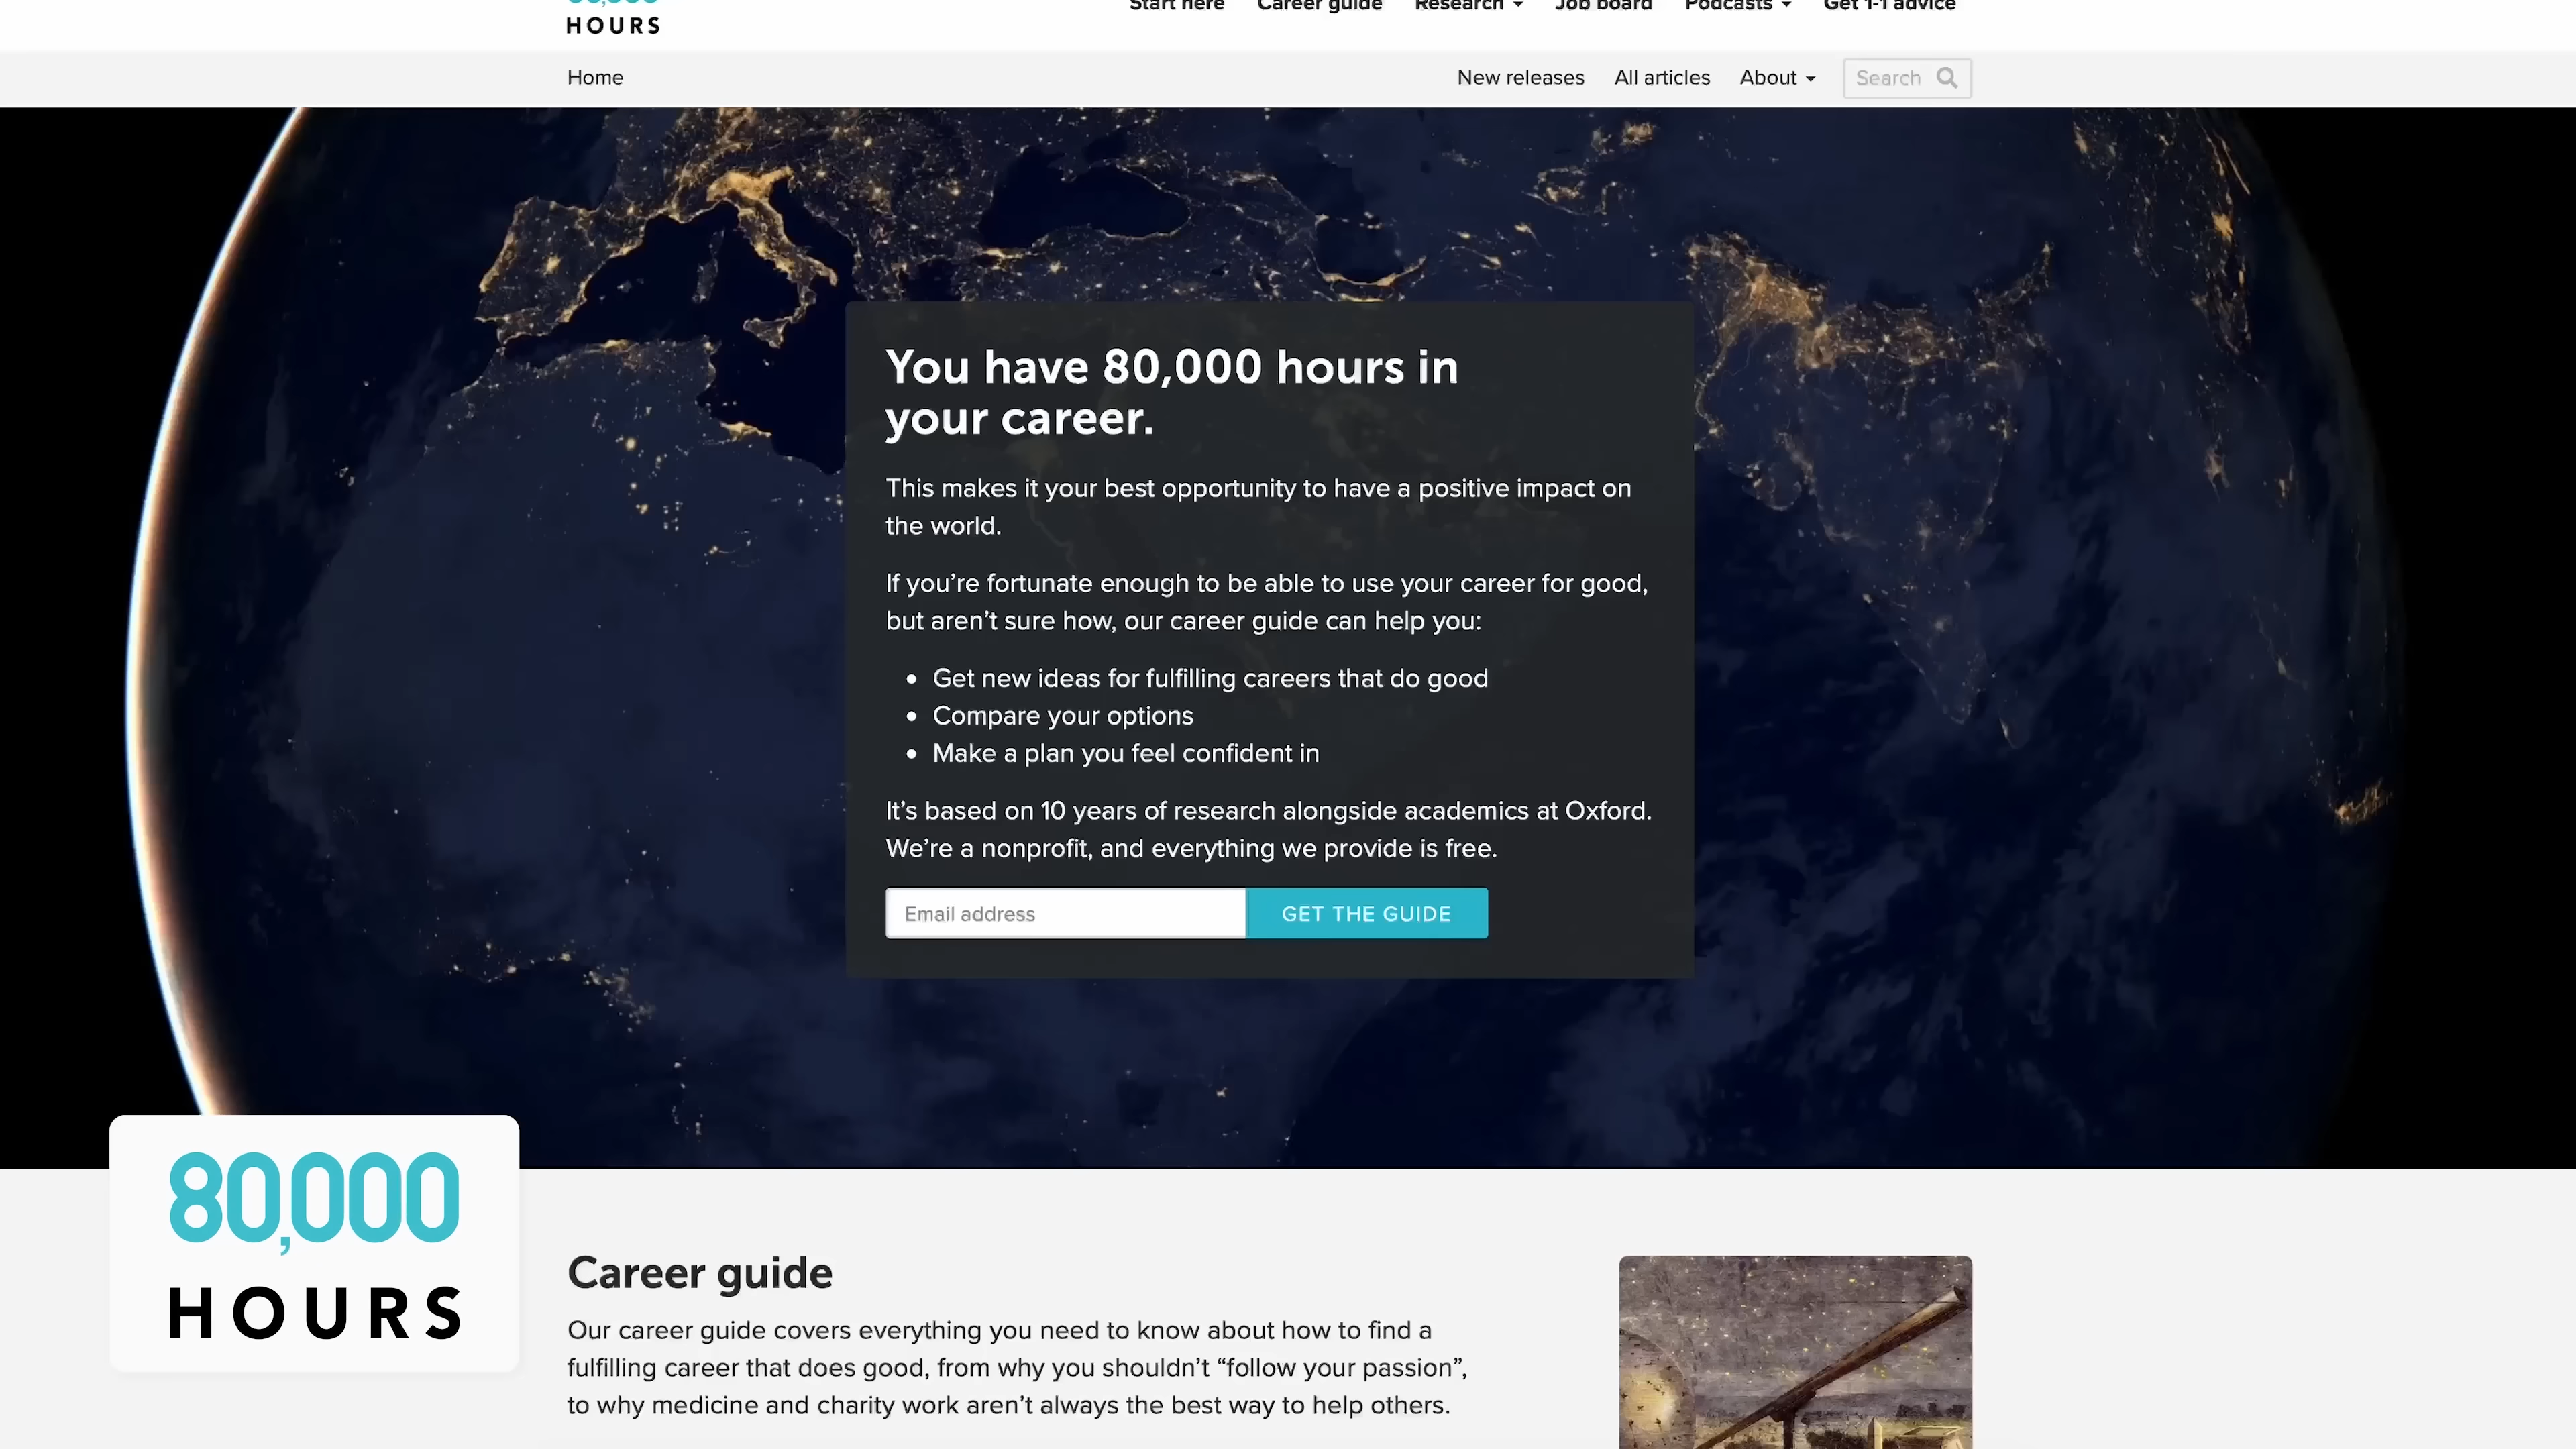 80,000
HOURS
Start here
Career guide
Research
Job board
Podcasts
Get 1-1 advice
Home
New releases
All articles
About
Search
You have 80,000 hours in
your career.
This makes it your best opportunity to have a positive impact on
the world.
If you’re fortunate enough to be able to use your career for good,
but aren’t sure how, our career guide can help you:
• Get new ideas for fulfilling careers that do good
• Compare your options
• Make a plan you feel confident in
It’s based on 10 years of research alongside academics at Oxford.
We’re a nonprofit, and everything we provide is free.
Email address
GET THE GUIDE
80,000
HOURS
Career guide
Our career guide covers everything you need to know about how to find a
fulfilling career that does good, from why you shouldn’t “follow your passion”,
to why medicine and charity work aren’t always the best way to help others.